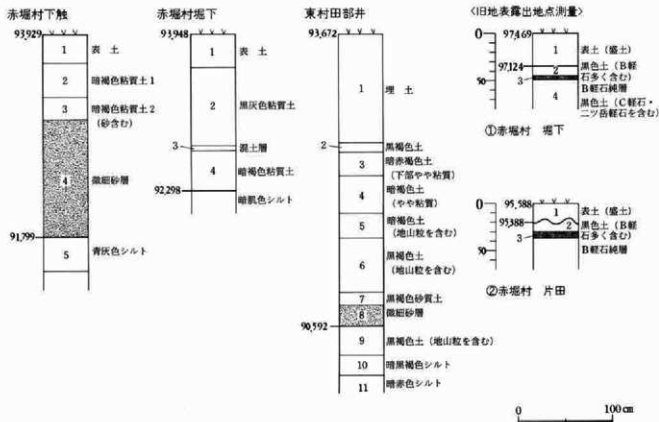 赤堀村下触
93,929
1 表土
2 暗褐色粘質土1
3 暗褐色粘質土2
(砂含む)
4 微細砂層
91,799
5 青灰色シルト
赤堀村堀下
93,948
1 表土
2 黒灰色粘質土
3 混土層
4 暗褐色粘質土
92,298
暗肌色シルト
東村田部井
93,672
1 埋土
2 黒褐色土
3 暗赤褐色土
(下部やや粘質)
4 暗褐色土
(やや粘質)
5 暗褐色土
(地山粒を含む)
6 黒褐色土
(地山粒を含む)
7 黒褐色砂質土
8 微細砂層
90,592
9 黒褐色土(地山粒を含む)
10 暗黒褐色シルト
11 暗赤色シルト
〈旧地表露出地点測量〉
0
50
97,469
97,124
1 表土(盛土)
2 黒色土(B軽
石多く含む)
3 B軽石純層
4 黒色土(C軽石・
二ツ岳軽石を含む)
①赤堀村 堀下
0
50
95,588
95,388
1 表土(盛土)
2 黒色土(B軽
石多く含む)
3 B軽石純層
②赤堀村 片田
0 100cm